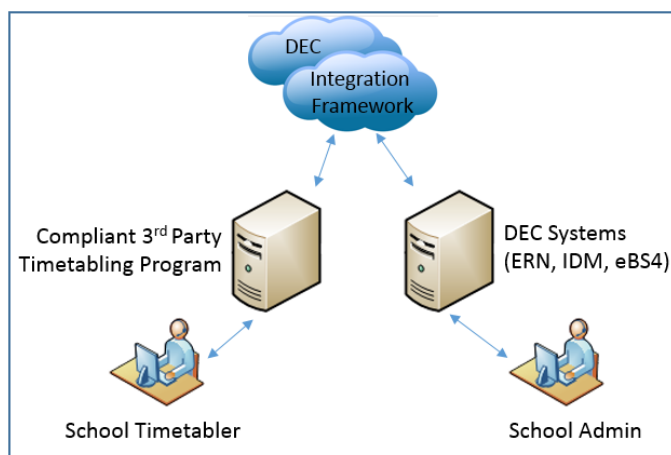 DEC
Integration
Framework
Compliant 3rd Party
Timetabling Program
DEC Systems
(ERN, IDM, eBS4)
School Timetabler
School Admin